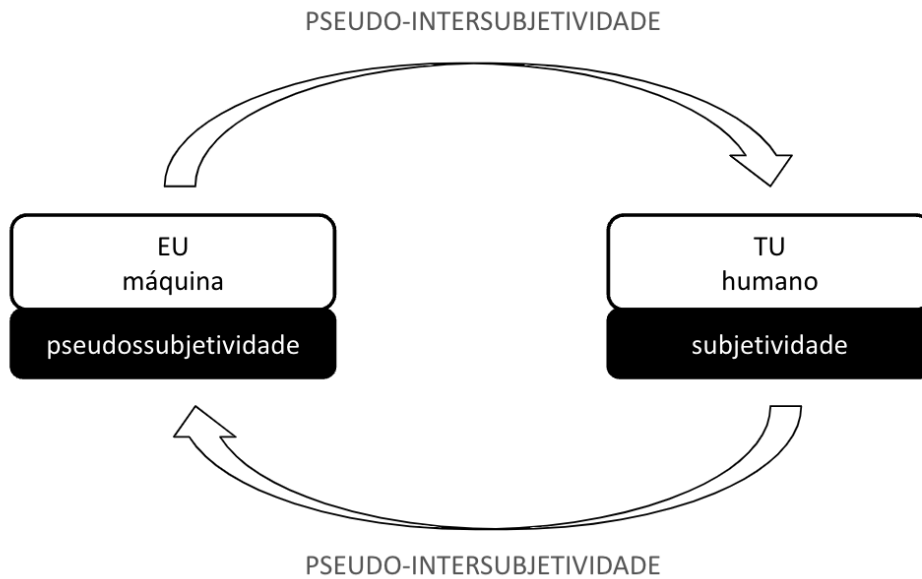 PSEUDO-INTERSUBJETIVIDADE
EU
máquina
pseudossubjetividade
TU
humano
subjetividade
PSEUDO-INTERSUBJETIVIDADE